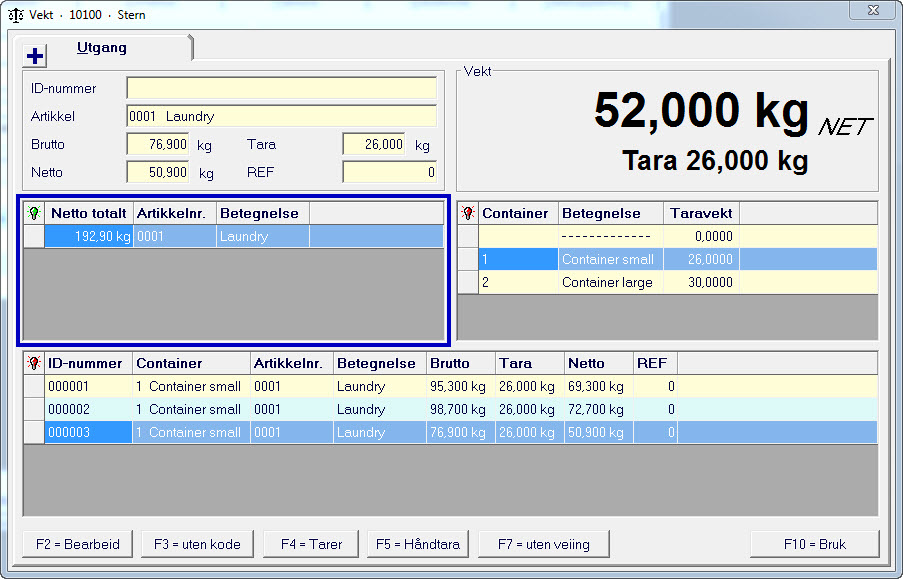 Vekt · 10100 · Stern
Utgang
ID-nummer
Artikkel 0001 Laundry
Brutto 76,900 kg Tara 26,000 kg
Netto 50,900 kg REF 0
Vekt
52,000 kg NET
Tara 26,000 kg
Netto totalt Artikkelnr. Betegnelse
192,90 kg 0001 Laundry
Container Betegnelse Taravekt
------------- 0,0000
1 Container small 26,0000
2 Container large 30,0000
ID-nummer Container Artikkelnr. Betegnelse Brutto Tara Netto REF
000001 1 Container small 0001 Laundry 95,300 kg 26,000 kg 69,300 kg 0
000002 1 Container small 0001 Laundry 98,700 kg 26,000 kg 72,700 kg 0
000003 1 Container small 0001 Laundry 76,900 kg 26,000 kg 50,900 kg 0
F2 = Bearbeid F3 = uten kode F4 = Tarer F5 = Håndtara F7 = uten veiing F10 = Bruk